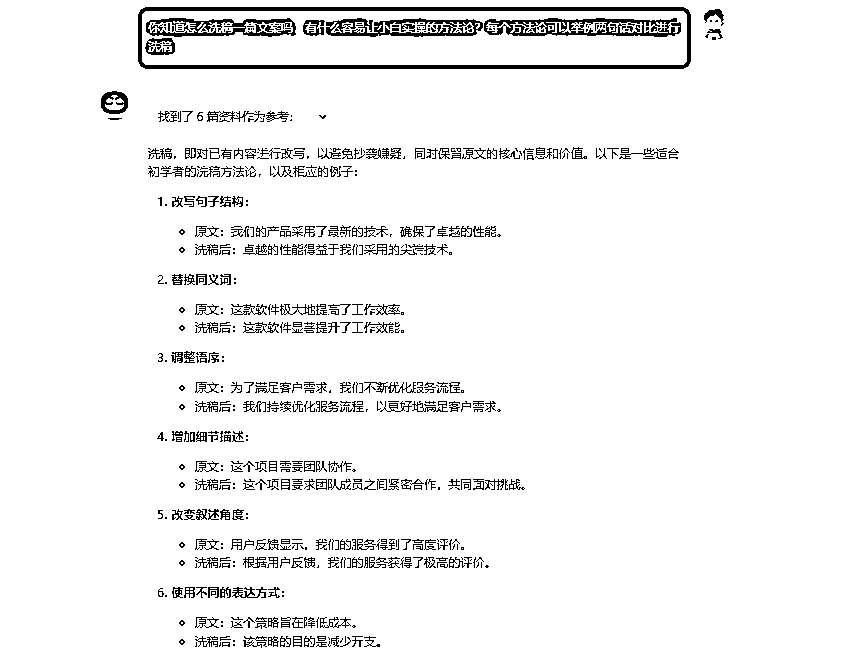 你知道怎么洗稿一篇文案吗 有什么容易让小白实操的方法论?每个方法论可以举例两句话对比进行
洗稿
找到了 6 篇资料作为参考:
洗稿,即对已有内容进行改写,以避免抄袭嫌疑,同时保留原文的核心信息和价值。以下是一些适合
初学者的洗稿方法论,以及相应的例子:
1. 改写句子结构:
原文:我们的产品采用了最新的技术,确保了卓越的性能。
洗稿后:卓越的性能得益于我们采用的尖端技术。
2. 替换同义词:
原文:这款软件极大地提高了工作效率。
洗稿后:这款软件显著提升了工作效能。
3. 调整语序:
原文:为了满足客户需求,我们不断优化服务流程。
洗稿后:我们持续优化服务流程,以更好地满足客户需求。
4. 增加细节描述:
原文:这个项目需要团队协作。
洗稿后:这个项目要求团队成员之间紧密合作,共同面对挑战。
5. 改变叙述角度:
原文:用户反馈显示,我们的服务得到了高度评价。
洗稿后:根据用户反馈,我们的服务获得了极高的评价。
6. 使用不同的表达方式:
原文:这个策略旨在降低成本。
洗稿后:该策略的目的是减少开支。